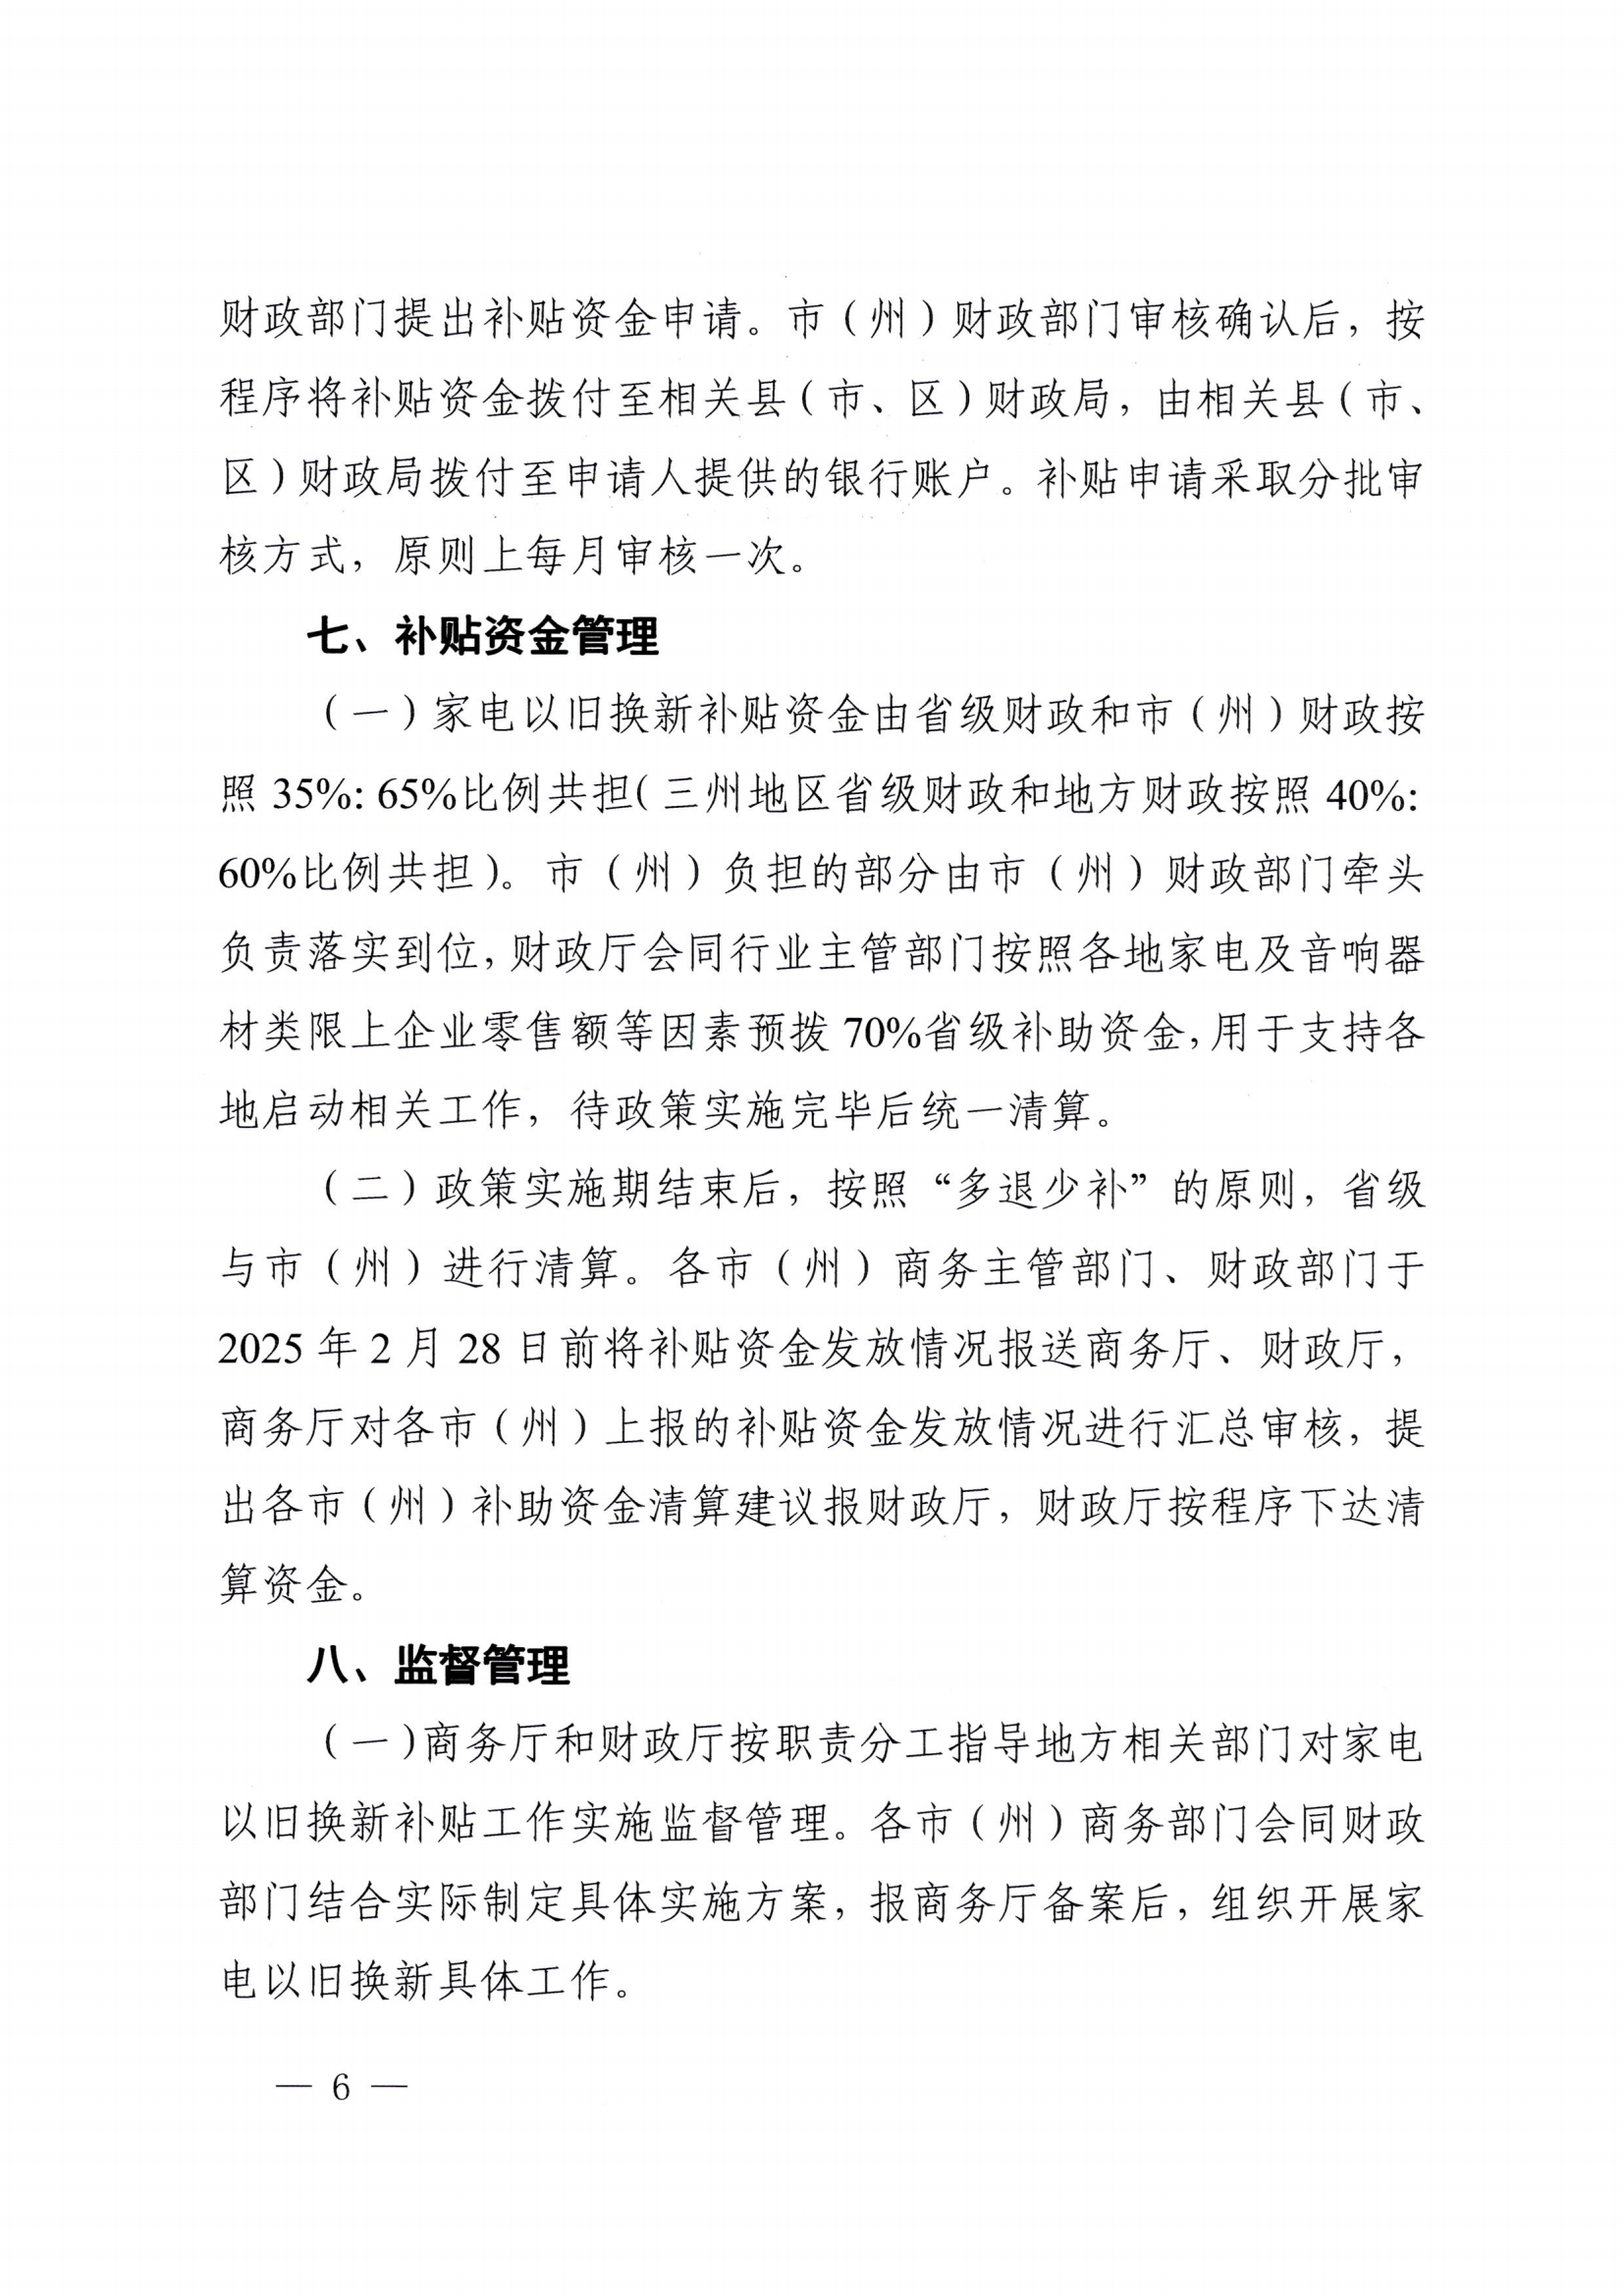 财政部门提出补贴资金申请。市（州）财政部门审核确认后，按
程序将补贴资金拨付至相关县（市、区）财政局，由相关县（市、
区）财政局拨付至申请人提供的银行账户。补贴申请采取分批审
核方式，原则上每月审核一次。
七、补贴资金管理
（一）家电以旧换新补贴资金由省级财政和市（州）财政按
照 35%: 65%比例共担（三州地区省级财政和地方财政按照 40%:
60%比例共担）。市（州）负担的部分由市（州）财政部门牵头
负责落实到位，财政厅会同行业主管部门按照各地家电及音响器
材类限上企业零售额等因素预拨 70%省级补助资金，用于支持各
地启动相关工作，待政策实施完毕后统一清算。
（二）政策实施期结束后，按照“多退少补”的原则，省级
与市（州）进行清算。各市（州）商务主管部门、财政部门于
2025 年 2 月 28 日前将补贴资金发放情况报送商务厅、财政厅，
商务厅对各市（州）上报的补贴资金发放情况进行汇总审核，提
出各市（州）补助资金清算建议报财政厅，财政厅按程序下达清
算资金。
八、监督管理
（一）商务厅和财政厅按职责分工指导地方相关部门对家电
以旧换新补贴工作实施监督管理。各市（州）商务部门会同财政
部门结合实际制定具体实施方案，报商务厅备案后，组织开展家
电以旧换新具体工作。
— 6 —